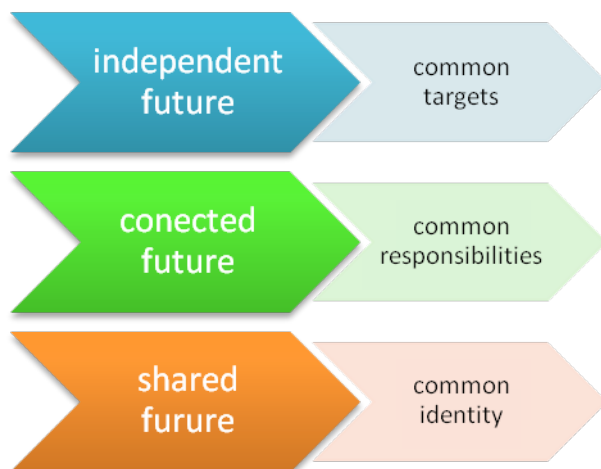 independent
future
common
targets
conected
future
common
responsibilities
shared
furure
common
identity